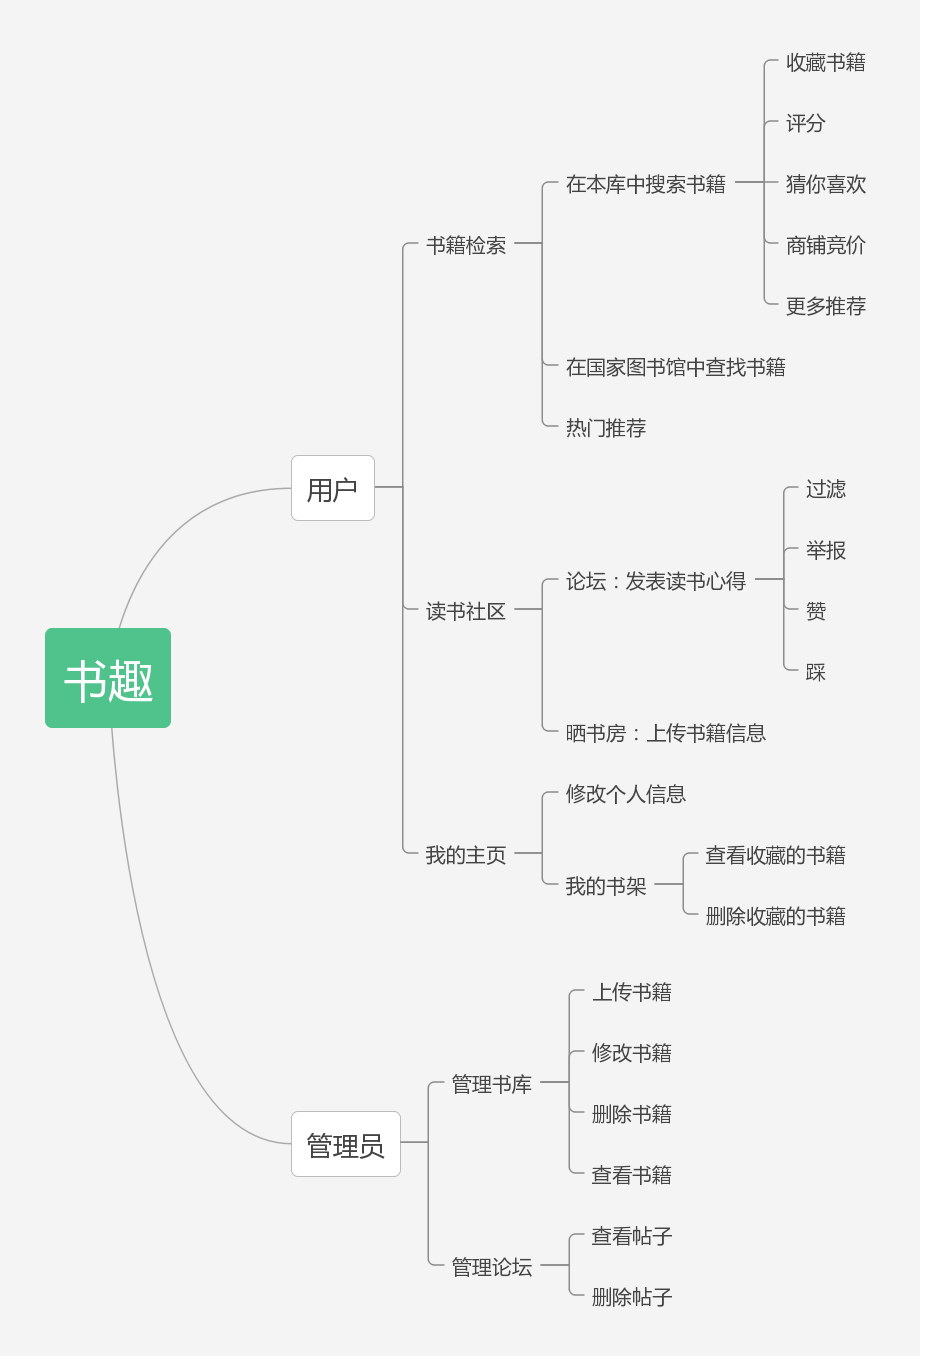 书趣
用户
书籍检索
在本库中搜索书籍
收藏书籍
评分
猜你喜欢
商铺竞价
更多推荐
在国家图书馆中查找书籍
热门推荐
读书社区
论坛：发表读书心得
过滤
举报
赞
踩
晒书房：上传书籍信息
我的主页
修改个人信息
我的书架
查看收藏的书籍
删除收藏的书籍
管理员
管理书库
上传书籍
修改书籍
删除书籍
查看书籍
管理论坛
查看帖子
删除帖子